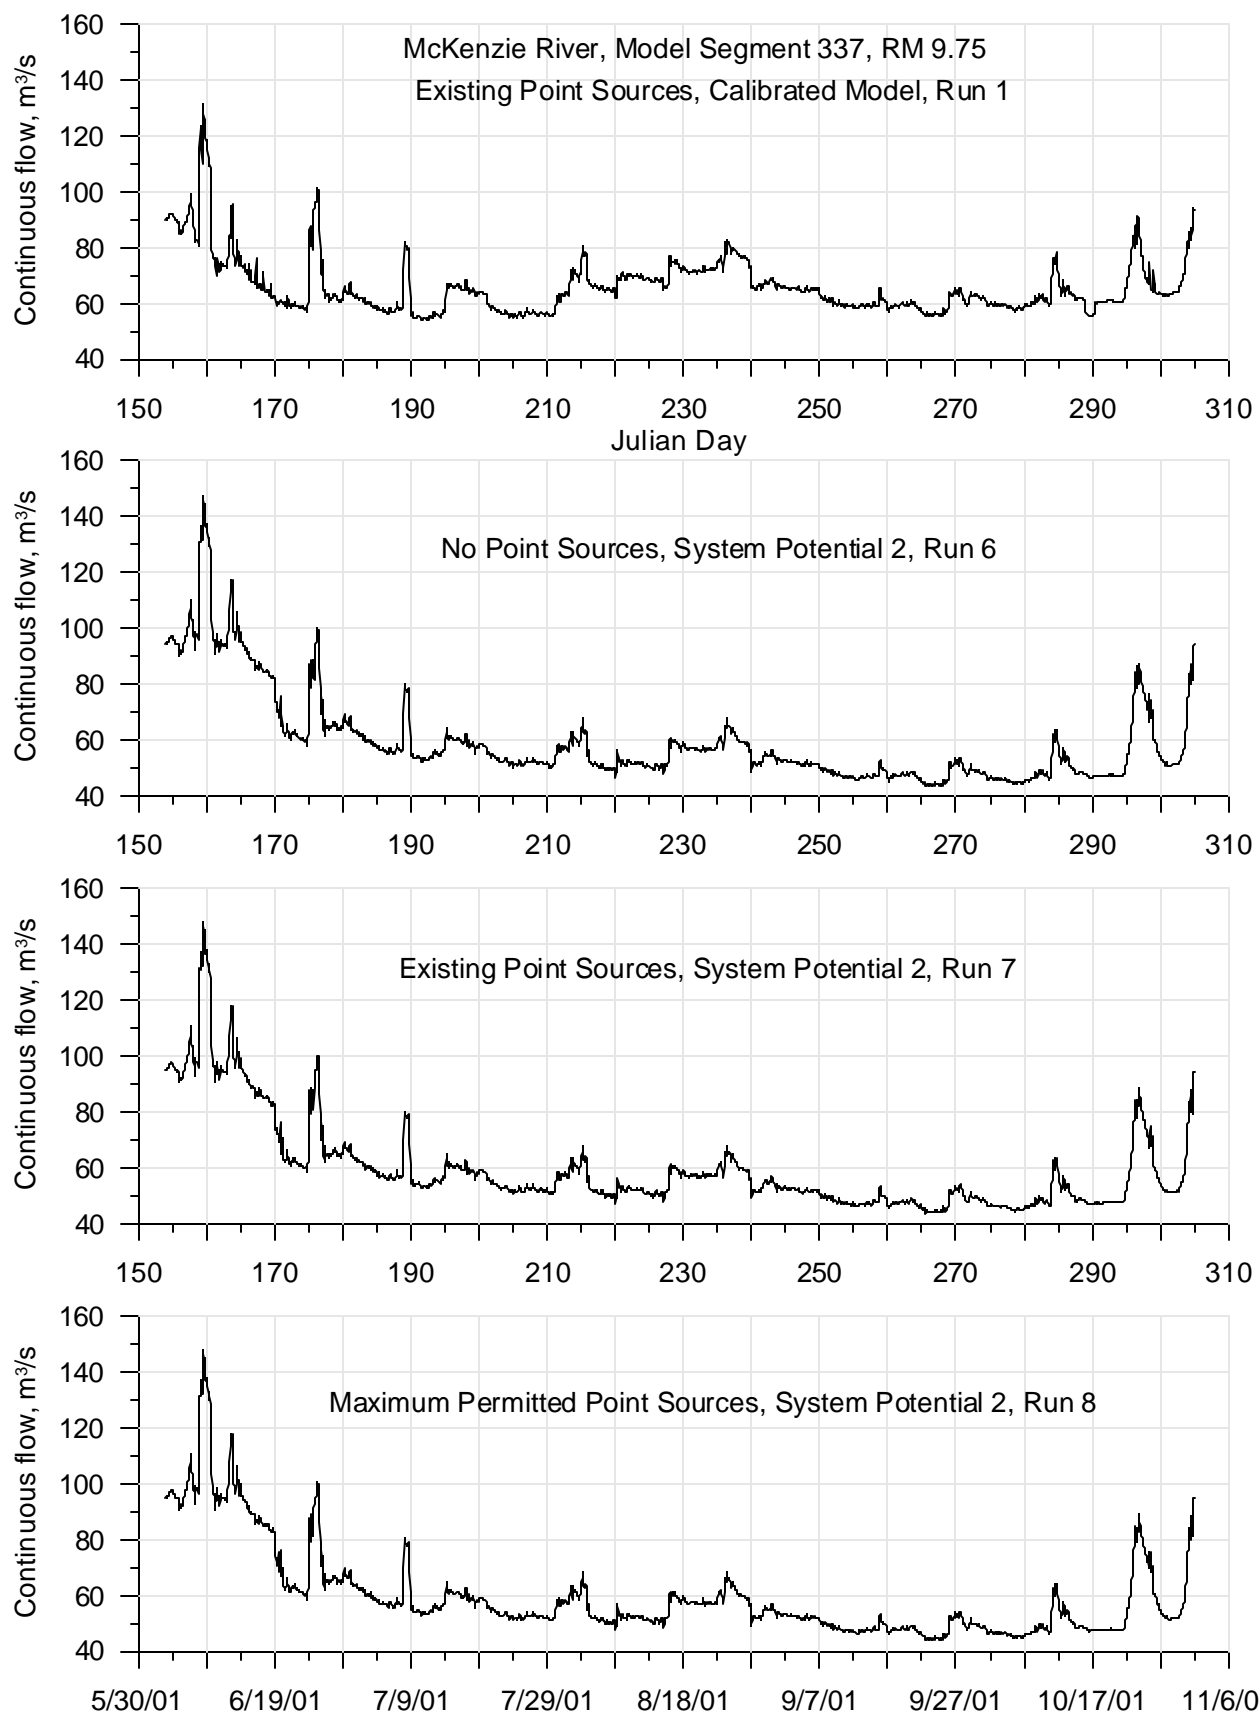 160
McKenzie River, Model Segment 337, RM 9.75
140
Existing Point Sources, Calibrated Model, Run 1
120
100
80
60
40
Continuous flow, m³/s
150 170 190 210 230 250 270 290 310
Julian Day
160
140
No Point Sources, System Potential 2, Run 6
120
100
80
60
40
Continuous flow, m³/s
150 170 190 210 230 250 270 290 310
160
140
Existing Point Sources, System Potential 2, Run 7
120
100
80
60
40
Continuous flow, m³/s
150 170 190 210 230 250 270 290 310
160
140
Maximum Permitted Point Sources, System Potential 2, Run 8
120
100
80
60
40
Continuous flow, m³/s
5/30/01 6/19/01 7/9/01 7/29/01 8/18/01 9/7/01 9/27/01 10/17/01 11/6/0